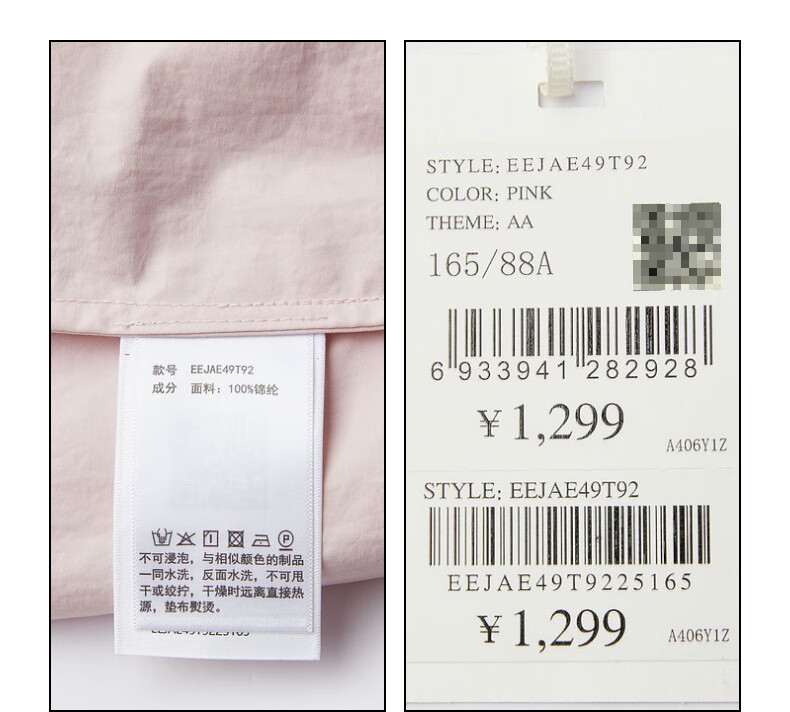 款号 EEJAE49T92
成分 面料：100%锦纶
P
不可浸泡，与相似颜色的制品
一同水洗，反面水洗，不可甩
干或绞拧，干燥时远离直接热
源，垫布熨烫。
STYLE: EEJAE49T92
COLOR: PINK
THEME: AA
165/88A
6 933941 282928
¥ 1,299
A406Y1Z
STYLE: EEJAE49T92
EEJAE49T9225165
¥ 1,299
A406Y1Z